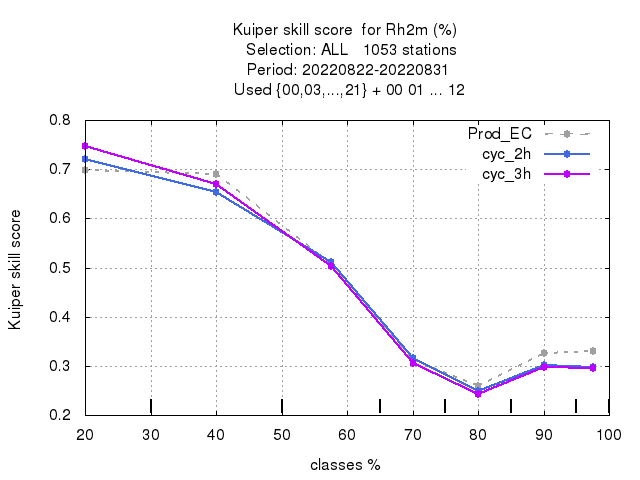 Kuiper skill score  for Rh2m (%)
Selection: ALL   1053 stations
Period: 20220822-20220831
Used {00,03,...,21} + 00 01 ... 12
0.8
0.7
0.6
0.5
0.4
0.3
0.2
Kuiper skill score
Prod_EC
cyc_2h
cyc_3h
20 30 40 50 60 70 80 90 100
classes %